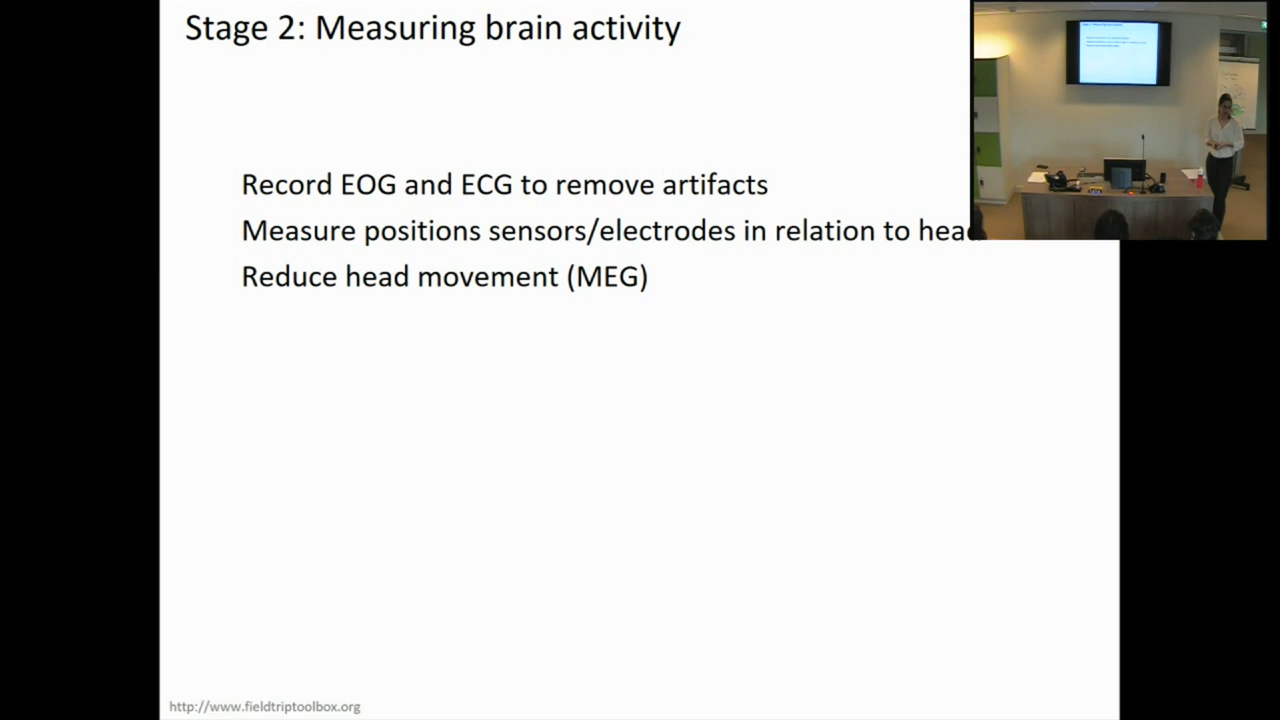 Stage 2: Measuring brain activity
Record EOG and ECG to remove artifacts
Measure positions sensors/electrodes in relation to head
Reduce head movement (MEG)
http://www.fieldtriptoolbox.org